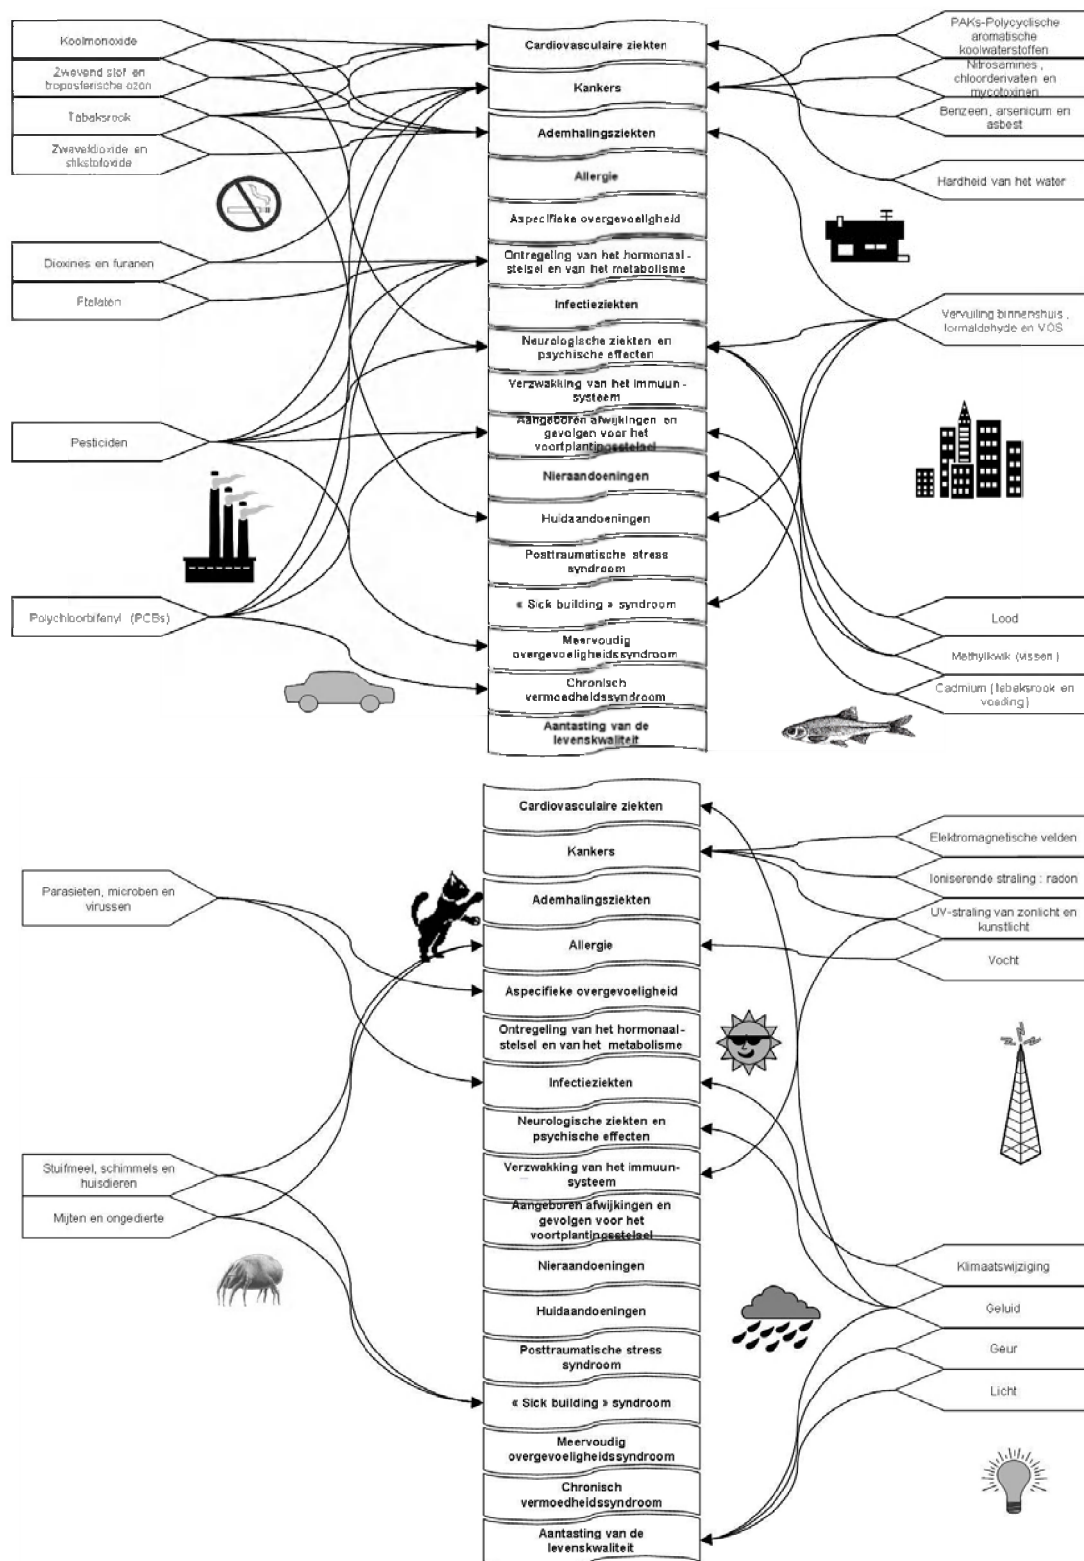 Koolmonoxide
Zwevend stof en
troposferische ozon
Tabaksrook
Zwaveldioxide en
stikstofoxide
Dioxines en furanen
Ftalaten
Pesticiden
Polychloorbifenyl (PCBs)
Cardiovasculaire ziekten
Kankers
Ademhalingsziekten
Allergie
Aspecifieke overgevoeligheid
Ontregeling van het hormonaal-
stelsel en van het metabolisme
Infectieziekten
Neurologische ziekten en
psychische effecten
Verzwakking van het immuun-
systeem
Aangeboren afwijkingen en
gevolgen voor het
voortplantingsstelsel
Nieraandoeningen
Huidaandoeningen
Posttraumatische stress
syndroom
« Sick building » syndroom
Meervoudig
overgevoeligheidssyndroom
Chronisch
vermoedheidssyndroom
Aantasting van de
levenskwaliteit
PAKs-Polycyclische
aromatische
koolwaterstoffen
Nitrosamines ,
chloorderivaten en
mycotoxinen
Benzeen, arsenicum en
asbest
Hardheid van het water
Vervuiling binnenshuis ,
formaldehyde en VOS
Lood
Methylkwik (vissen )
Cadmium ( tabaksrook en
voeding )
Parasieten, microben en
virussen
Stuifmeel, schimmels en
huisdieren
Mijten en ongedierte
Cardiovasculaire ziekten
Kankers
Ademhalingsziekten
Allergie
Aspecifieke overgevoeligheid
Ontregeling van het hormonaal-
stelsel en van het metabolisme
Infectieziekten
Neurologische ziekten en
psychische effecten
Verzwakking van het immuun-
systeem
Aangeboren afwijkingen en
gevolgen voor het
voortplantingsstelsel
Nieraandoeningen
Huidaandoeningen
Posttraumatische stress
syndroom
« Sick building » syndroom
Meervoudig
overgevoeligheidssyndroom
Chronisch
vermoedheidssyndroom
Aantasting van de
levenskwaliteit
Elektromagnetische velden
Ioniserende straling : radon
UV-straling van zonlicht en
kunstlicht
Vocht
Klimaatswijziging
Geluid
Geur
Licht